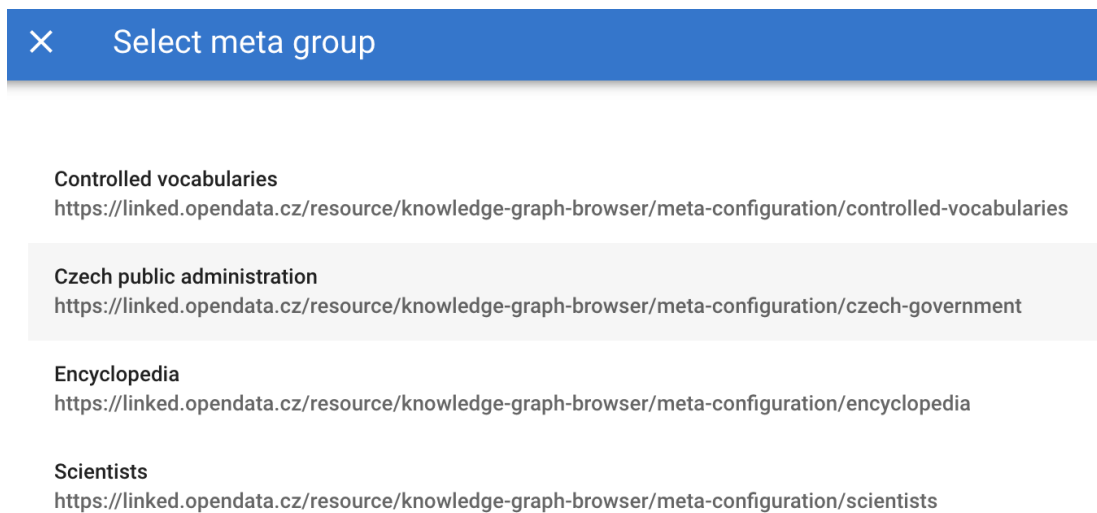 Select meta group
Controlled vocabularies
https://linked.opendata.cz/resource/knowledge-graph-browser/meta-configuration/controlled-vocabularies
Czech public administration
https://linked.opendata.cz/resource/knowledge-graph-browser/meta-configuration/czech-government
Encyclopedia
https://linked.opendata.cz/resource/knowledge-graph-browser/meta-configuration/encyclopedia
Scientists
https://linked.opendata.cz/resource/knowledge-graph-browser/meta-configuration/scientists